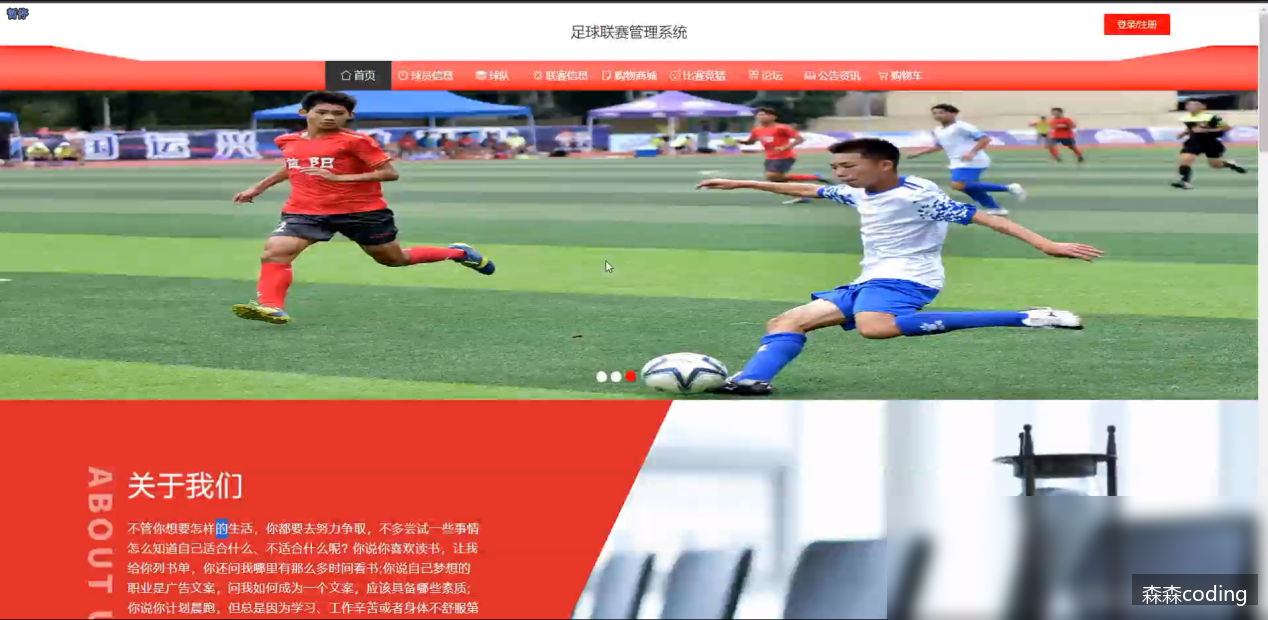 暂停
足球联赛管理系统
登录/注册
首页 球员信息 球队 联赛信息 购物商城 比赛竞猜 论坛 公告资讯 购物车
信阳
关于我们
ABOUT U
不管你想要怎样的生活，你都要去努力争取，不多尝试一些事情
怎么知道自己适合什么、不适合什么呢？你说你喜欢读书，让我
给你列书单，你还问我哪里有那么多时间看书;你说自己梦想的
职业是广告文案，问我如何成为一个文案，应该具备哪些素质;
你说你计划晨跑，但总是因为学习、工作辛苦或者身体不舒服第
森森coding